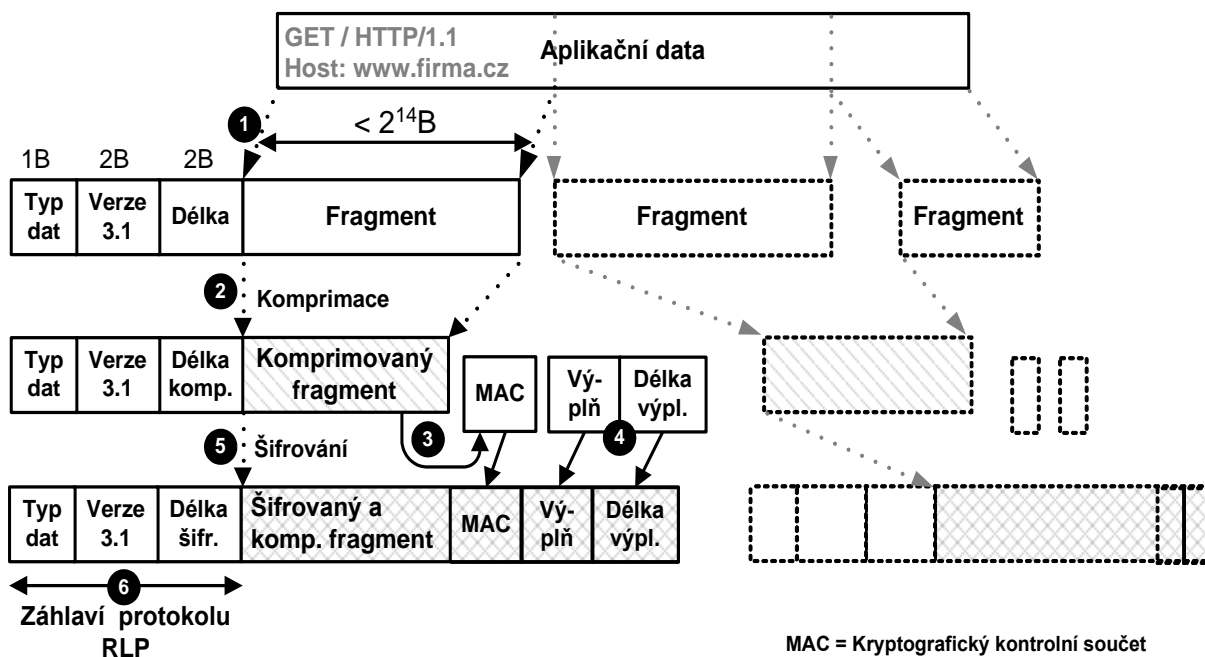 GET / HTTP/1.1
Host: www.firma.cz
Aplikační data
1
< 2¹⁴B
1B 2B 2B
Typ dat
Verze 3.1
Délka
Fragment
Fragment
Fragment
2
Komprimace
Typ dat
Verze 3.1
Délka komp.
Komprimovaný fragment
MAC
Vý-
plň
Délka výpl.
3
4
5
Šifrování
Typ dat
Verze 3.1
Délka šifr.
Šifrovaný a komp. fragment
MAC
Vý-
plň
Délka výpl.
6
Záhlaví protokolu
RLP
MAC = Kryptografický kontrolní součet